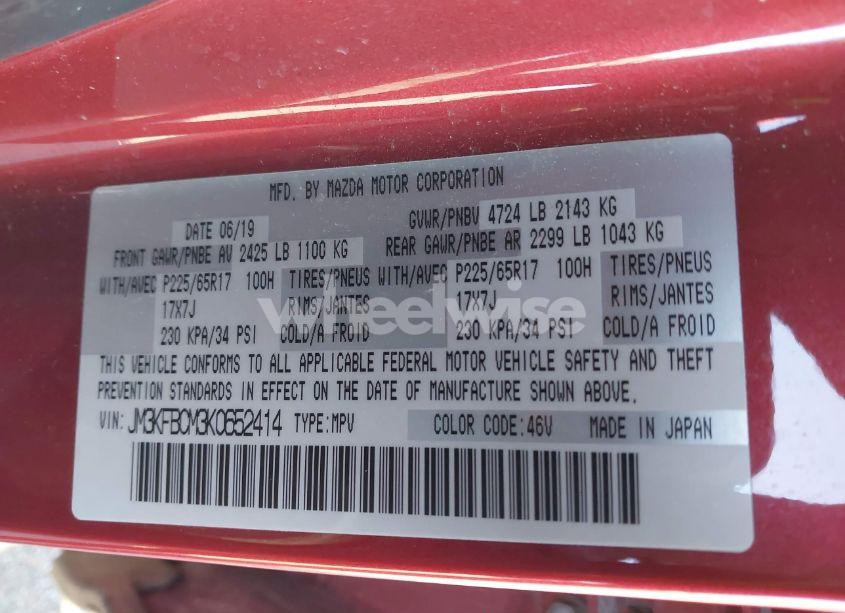 MFD. BY MAZDA MOTOR CORPORATION
DATE 06/19 GVWR/PNBV 4724 LB 2143 KG
FRONT GAWR/PNBE AV 2425 LB 1100 KG REAR GAWR/PNBE AR 2299 LB 1043 KG
WITH/AVEC P225/65R17 100H TIRES/PNEUS WITH/AVEC P225/65R17 100H TIRES/PNEUS
17X7J RIMS/JANTES 17X7J RIMS/JANTES
230 KPA/34 PSI COLD/A FROID 230 KPA/34 PSI COLD/A FROID
wheelwise
THIS VEHICLE CONFORMS TO ALL APPLICABLE FEDERAL MOTOR VEHICLE SAFETY AND THEFT
PREVENTION STANDARDS IN EFFECT ON THE DATE OF MANUFACTURE SHOWN ABOVE.
VIN: JM3KFBCM3K0652414 TYPE:MPV COLOR CODE:46V MADE IN JAPAN